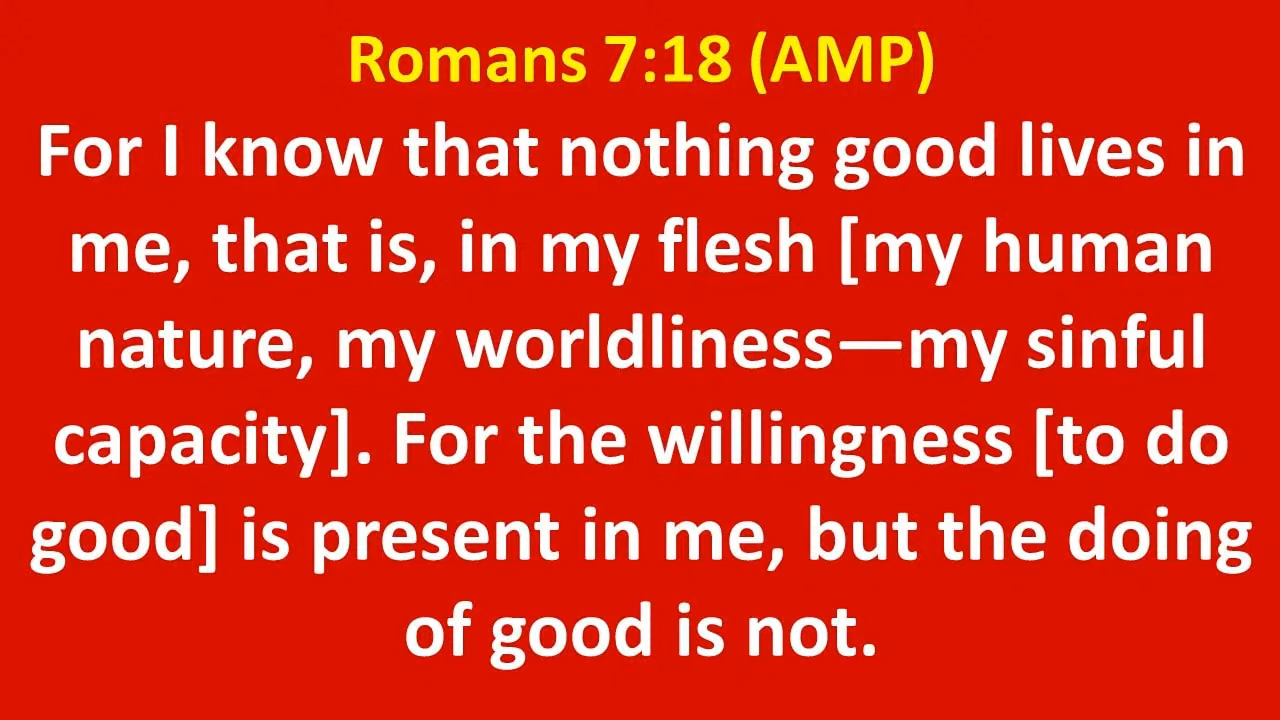 Romans 7:18 (AMP)
For I know that nothing good lives in
me, that is, in my flesh [my human
nature, my worldliness—my sinful
capacity]. For the willingness [to do
good] is present in me, but the doing
of good is not.